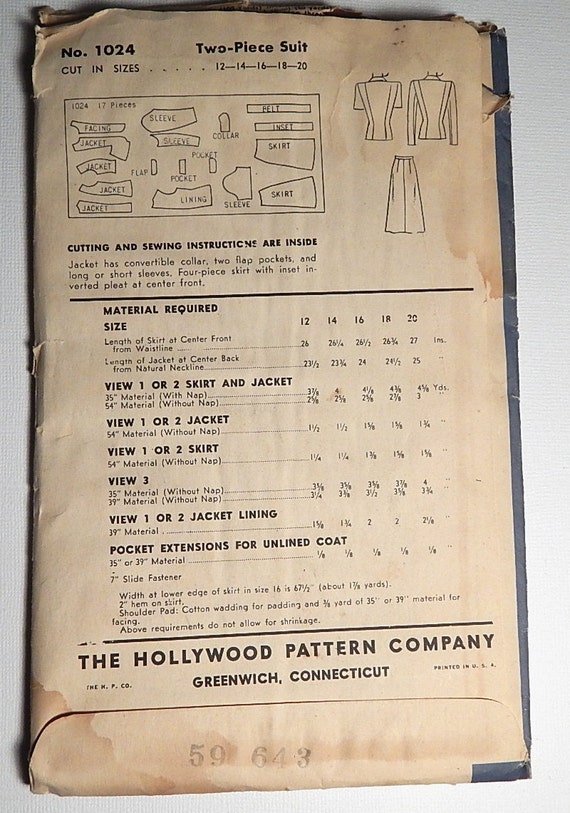 No. 1024 Two-Piece Suit
CUT IN SIZES . . . . . 12—14—16—18—20
1024 17 Pieces
FACING
JACKET
JACKET
JACKET
JACKET
SLEEVE
SLEEVE
COLLAR
POCKET
FLAP
POCKET
LINING
SLEEVE
BELT
INSET
SKIRT
SKIRT
CUTTING AND SEWING INSTRUCTIONS ARE INSIDE
Jacket has convertible collar, two flap pockets, and
long or short sleeves. Four-piece skirt with inset in-
verted pleat at center front.
MATERIAL REQUIRED
SIZE 12 14 16 18 20
Length of Skirt at Center Front
from Waistline 26 26¼ 26½ 26¾ 27 ins.
Length of Jacket at Center Back
from Natural Neckline 23½ 23¾ 24 24½ 25 "
VIEW 1 OR 2 SKIRT AND JACKET
35" Material (With Nap) 3⅞ 4 4⅛ 4⅜ 4⅝ Yds.
54" Material (Without Nap) 2⅝ 2⅝ 2⅝ 2⅞ 3 "
VIEW 1 OR 2 JACKET
54" Material (Without Nap) 1½ 1½ 1⅝ 1⅝ 1¾ "
VIEW 1 OR 2 SKIRT
54" Material (Without Nap) 1¼ 1¼ 1⅜ 1⅝ 1⅝ "
VIEW 3
35" Material (Without Nap) 3⅝ 3⅝ 3⅝ 3⅞ 4 "
39" Material (Without Nap) 3¼ 3⅜ 3½ 3⅝ 3¾ "
VIEW 1 OR 2 JACKET LINING
39" Material 1⅝ 1¾ 2 2 2⅛ "
POCKET EXTENSIONS FOR UNLINED COAT
35" or 39" Material ⅛ ⅛ ⅛ ⅛ ⅛ "
7" Slide Fastener
Width at lower edge of skirt in size 16 is 67½" (about 1⅞ yards).
2" hem on skirt.
Shoulder Pad: Cotton wadding for padding and ⅜ yard of 35" or 39" material for
facing.
Above requirements do not allow for shrinkage.
THE HOLLYWOOD PATTERN COMPANY
THE H. P. CO. GREENWICH, CONNECTICUT PRINTED IN U. S. A.
59 643